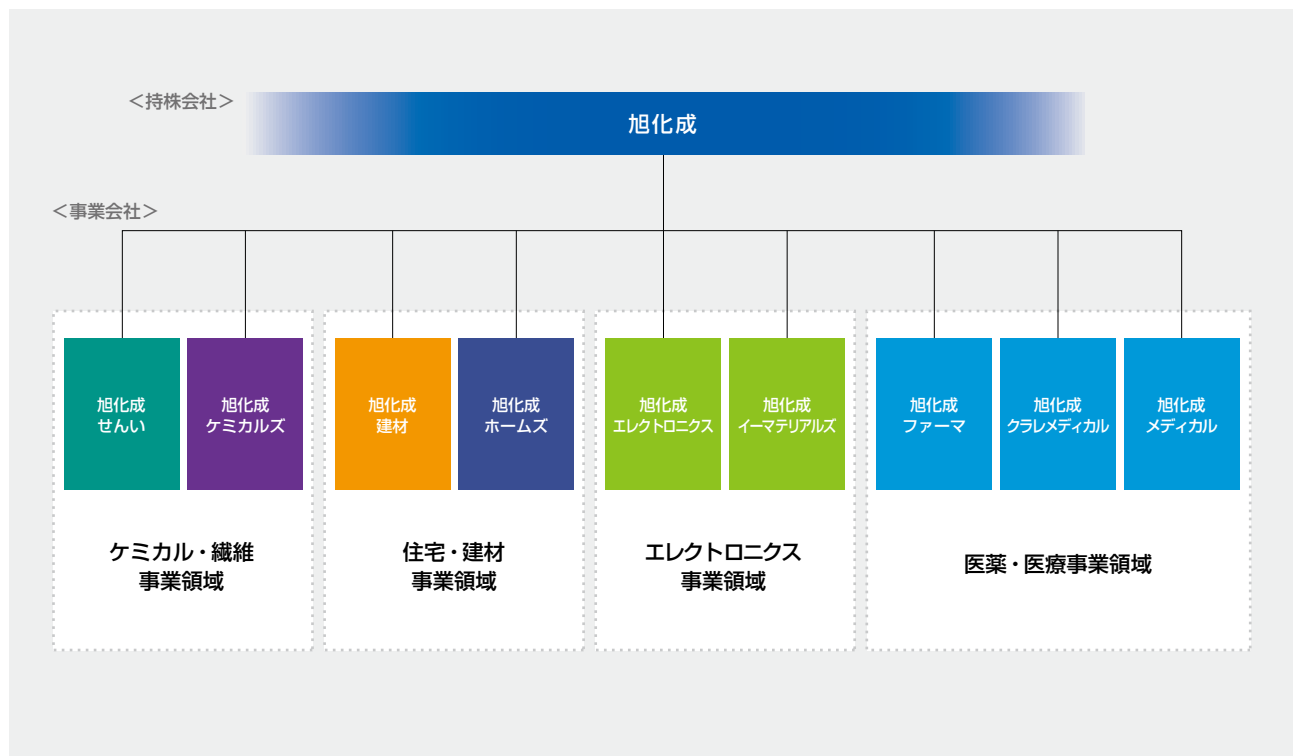 ＜持株会社＞
旭化成
＜事業会社＞
旭化成
せんい
旭化成
ケミカルズ
旭化成
建材
旭化成
ホームズ
旭化成
エレクトロニクス
旭化成
イーマテリアルズ
旭化成
ファーマ
旭化成
クラレメディカル
旭化成
メディカル
ケミカル・繊維
事業領域
住宅・建材
事業領域
エレクトロニクス
事業領域
医薬・医療事業領域